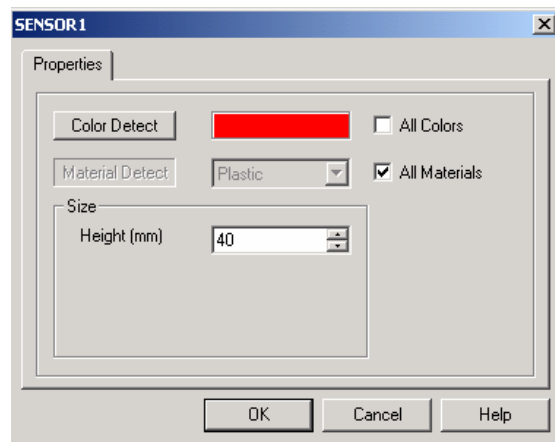 SENSOR1
Properties
Color Detect All Colors
Material Detect Plastic All Materials
Size
Height (mm) 40
OK Cancel Help